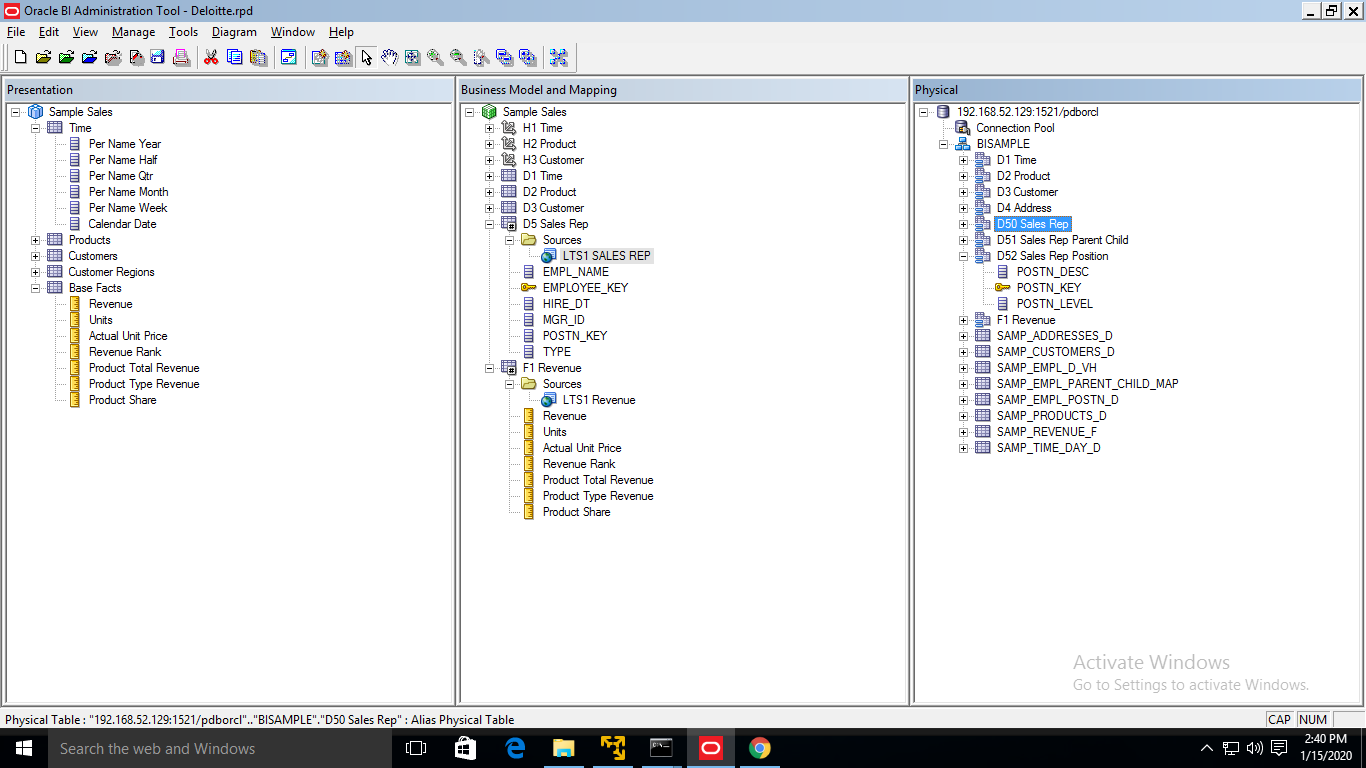 Oracle BI Administration Tool - Deloitte.rpd
File Edit View Manage Tools Diagram Window Help
Presentation
Sample Sales
Time
Per Name Year
Per Name Half
Per Name Qtr
Per Name Month
Per Name Week
Calendar Date
Products
Customers
Customer Regions
Base Facts
Revenue
Units
Actual Unit Price
Revenue Rank
Product Total Revenue
Product Type Revenue
Product Share
Business Model and Mapping
Sample Sales
H1 Time
H2 Product
H3 Customer
D1 Time
D2 Product
D3 Customer
D5 Sales Rep
Sources
LTS1 SALES REP
EMPL_NAME
EMPLOYEE_KEY
HIRE_DT
MGR_ID
POSTN_KEY
TYPE
F1 Revenue
Sources
LTS1 Revenue
Revenue
Units
Actual Unit Price
Revenue Rank
Product Total Revenue
Product Type Revenue
Product Share
Physical
192.168.52.129:1521/pdborcl
Connection Pool
BISAMPLE
D1 Time
D2 Product
D3 Customer
D4 Address
D50 Sales Rep
D51 Sales Rep Parent Child
D52 Sales Rep Position
POSTN_DESC
POSTN_KEY
POSTN_LEVEL
F1 Revenue
SAMP_ADDRESSES_D
SAMP_CUSTOMERS_D
SAMP_EMPL_D_VH
SAMP_EMPL_PARENT_CHILD_MAP
SAMP_EMPL_POSTN_D
SAMP_PRODUCTS_D
SAMP_REVENUE_F
SAMP_TIME_DAY_D
Activate Windows
Go to Settings to activate Windows.
Physical Table : "192.168.52.129:1521/pdborcl".."BISAMPLE"."D50 Sales Rep" : Alias Physical Table
CAP NUM
Search the web and Windows
2:40 PM
1/15/2020